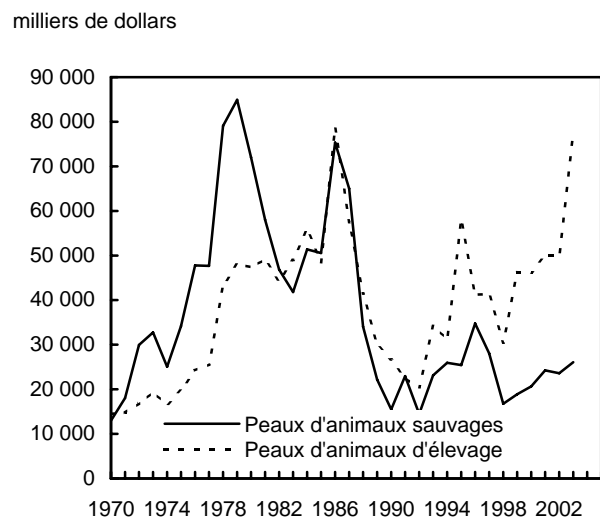 milliers de dollars
90 000
80 000
70 000
60 000
50 000
40 000
30 000
20 000
10 000
0
Peaux d'animaux sauvages
Peaux d'animaux d'élevage
1970 1974 1978 1982 1986 1990 1994 1998 2002